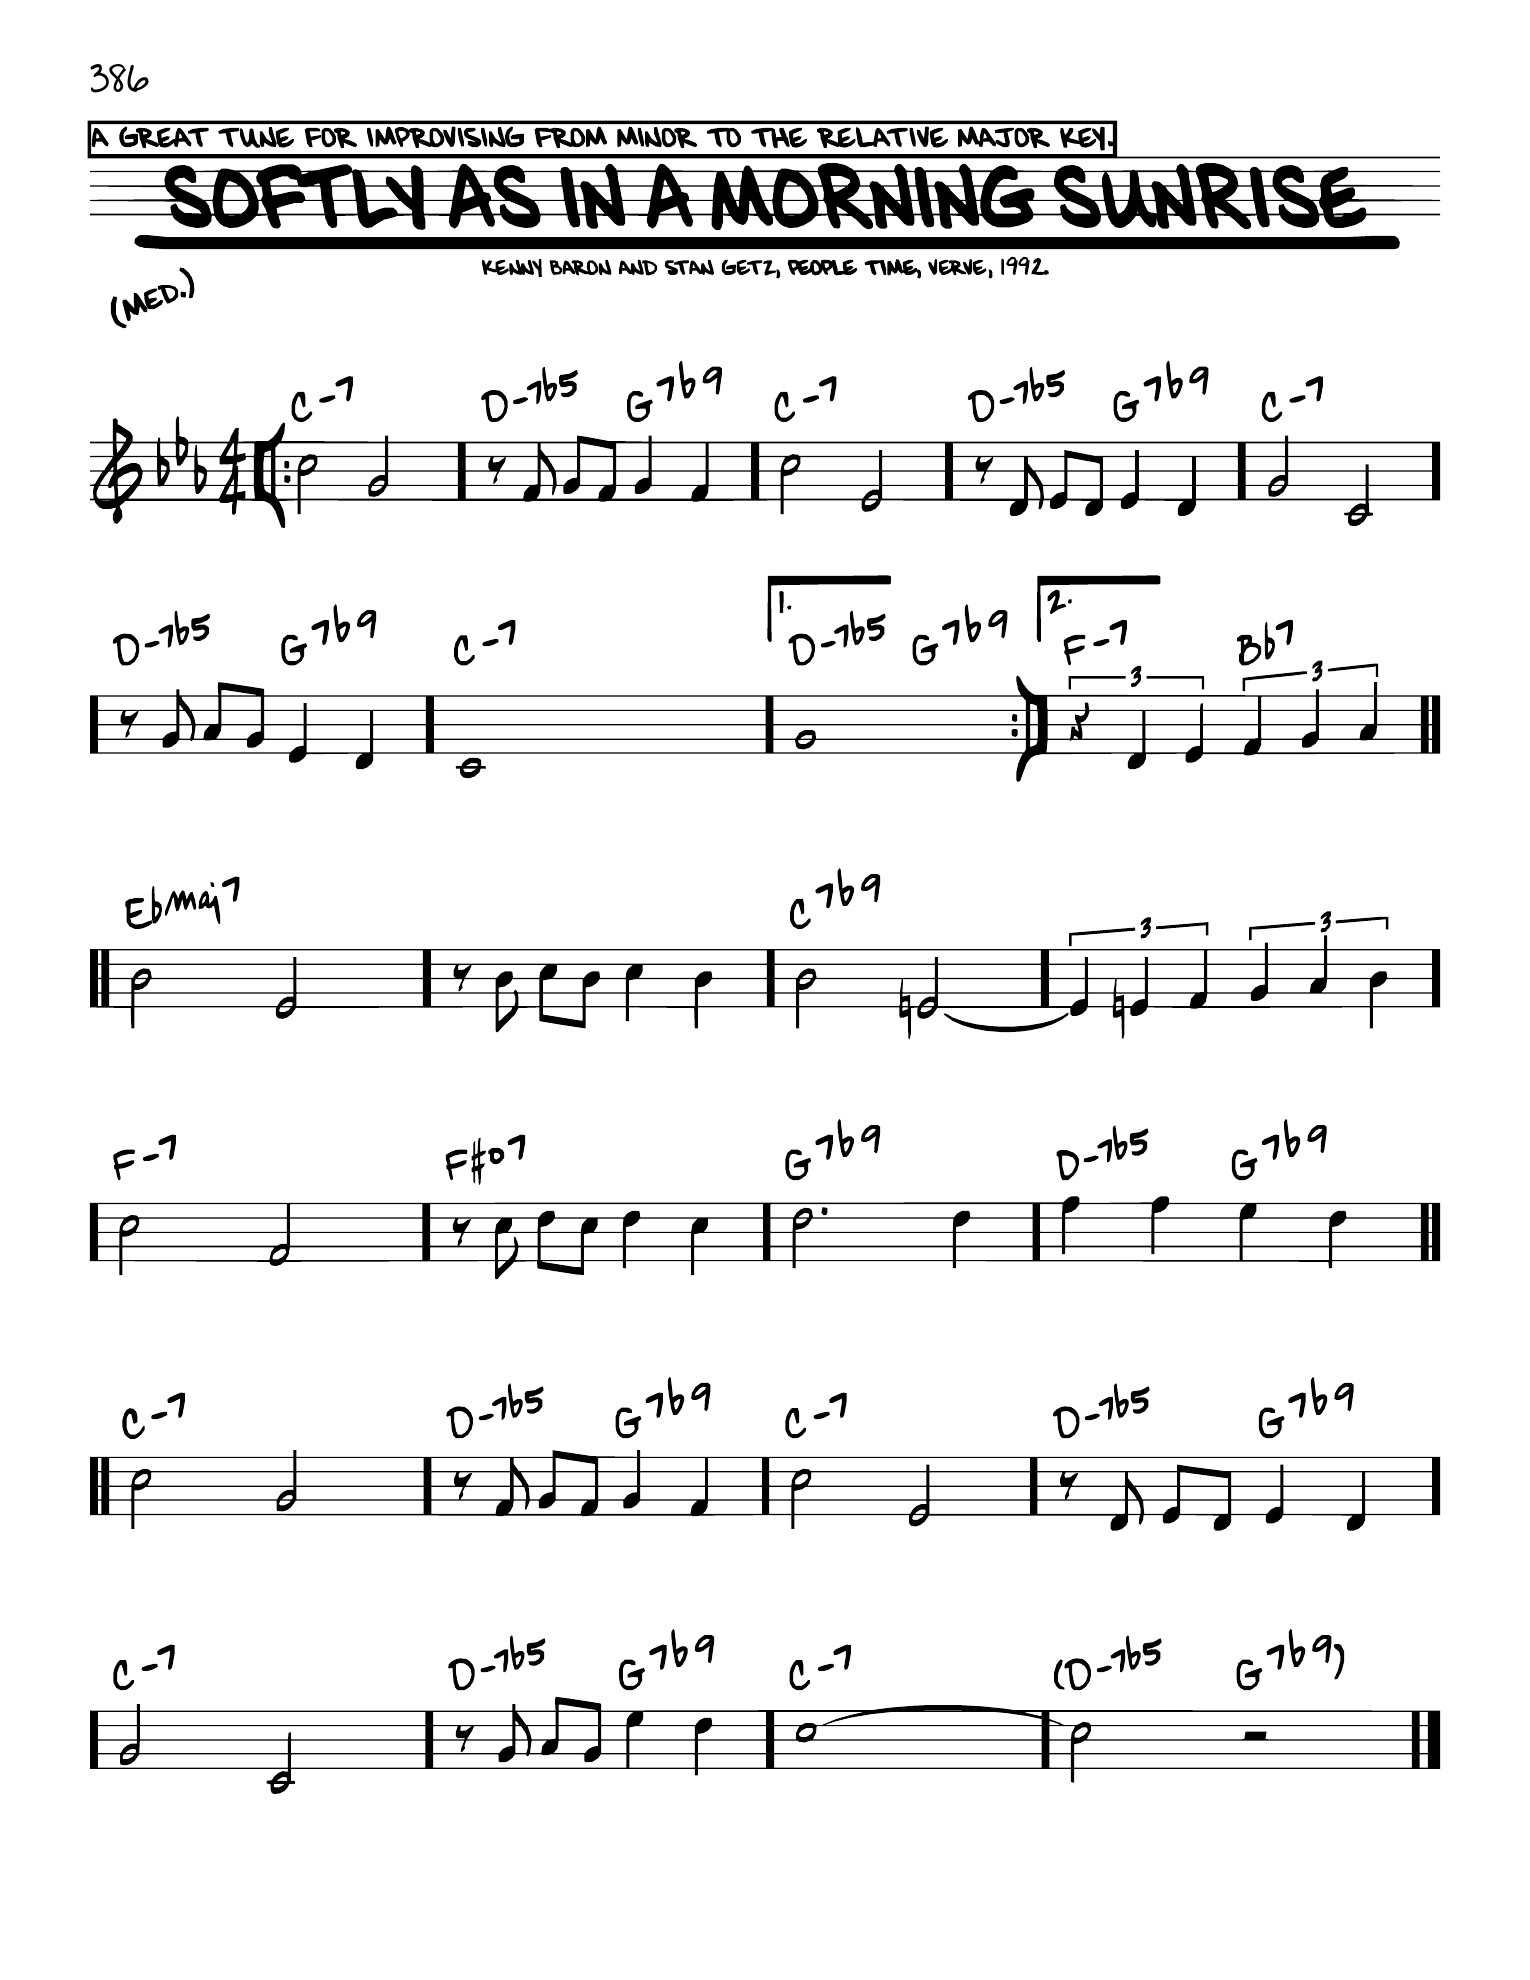 386
A GREAT TUNE FOR IMPROVISING FROM MINOR TO THE RELATIVE MAJOR KEY.
SOFTLY AS IN A MORNING SUNRISE
KENNY BARON AND STAN GETZ, PEOPLE TIME, VERVE, 1992.
(MED.)
C-7 D-7b5 G7b9 C-7 D-7b5 G7b9 C-7
4
4
1. 2.
D-7b5 G7b9 C-7 D-7b5 G7b9 F-7 Bb7
3 3
Ebmaj7 C7b9
3 3
F-7 F#o7 G7b9 D-7b5 G7b9
C-7 D-7b5 G7b9 C-7 D-7b5 G7b9
C-7 D-7b5 G7b9 C-7 (D-7b5 G7b9)